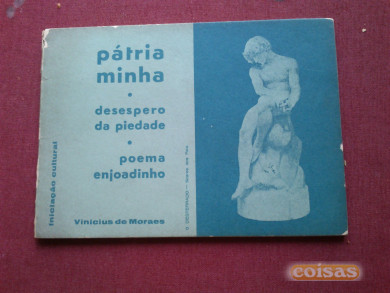 pátria
minha
•
desespero
da piedade
•
poema
enjoadinho
Vinicius de Moraes
iniciação cultural
coisas